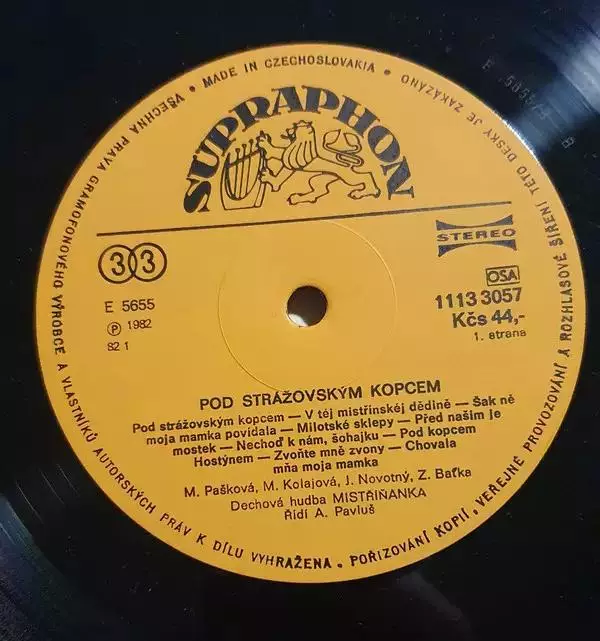 VŠECHNA PRÁVA GRAMOFONOVÉHO VÝROBCE A VLASTNÍKŮ AUTORSKÝCH PRÁV K DÍLU VYHRAŽENA • POŘIZOVÁNÍ KOPIÍ, VEŘEJNÉ PROVOZOVÁNÍ A ROZHLASOVÉ ŠÍŘENÍ TÉTO DESKY JE ZAKÁZÁNO • MADE IN CZECHOSLOVAKIA •
SUPRAPHON
STEREO
33
OSA
E 5655
1113 3057
Ⓟ 1982
Kčs 44,-
82 1
1. strana
POD STRÁŽOVSKÝM KOPCEM
Pod strážovským kopcem — V téj mistřinskéj dědině — Šak ně
moja mamka povídala — Milotské sklepy — Před našim je
mostek — Nechoď k nám, šohajku — Pod kopcem
Hostýnem — Zvoňte mně zvony — Chovala
mňa moja mamka
M. Pašková, M. Kolajová, J. Novotný, Z. Baťka
Dechová hudba MISTŘIŇANKA
Řídí A. Pavluš